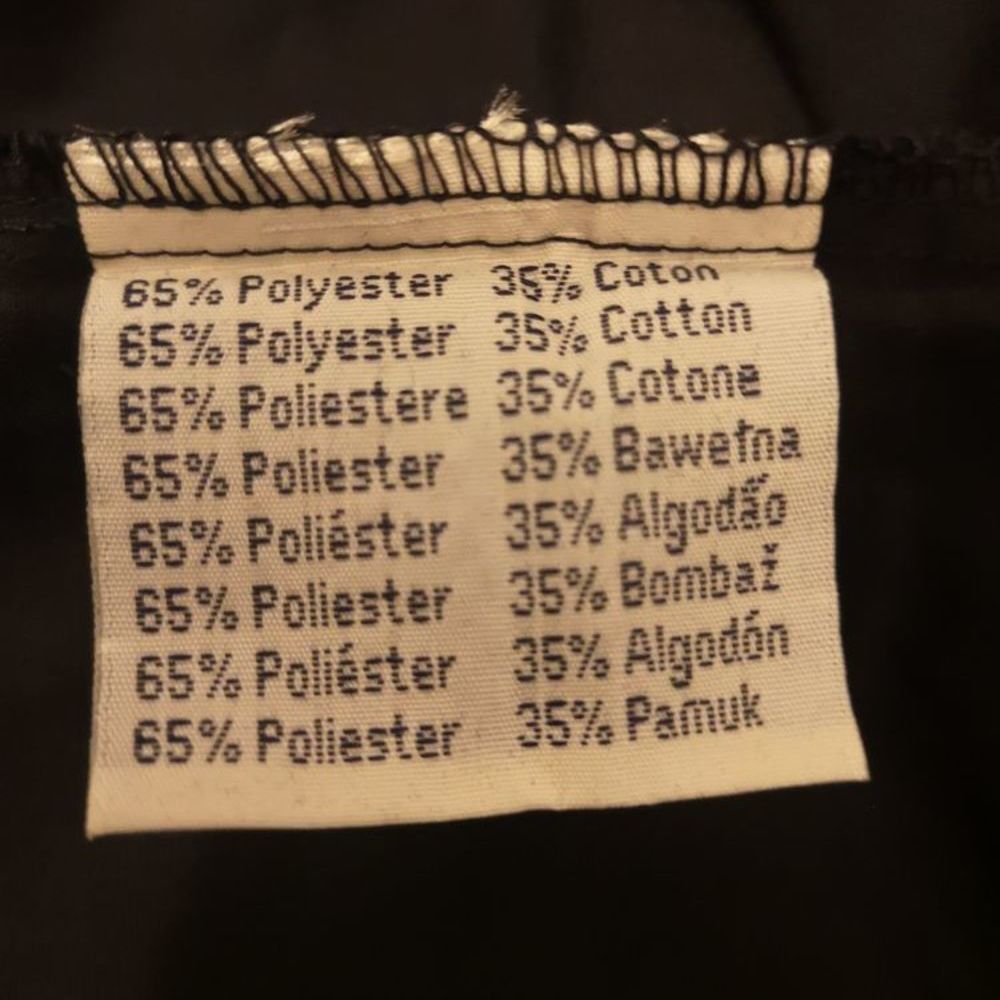 65% Polyester 35% Coton
65% Polyester 35% Cotton
65% Poliestere 35% Cotone
65% Poliester 35% Bawełna
65% Poliéster 35% Algodão
65% Poliester 35% Bombaž
65% Poliéster 35% Algodón
65% Poliester 35% Pamuk